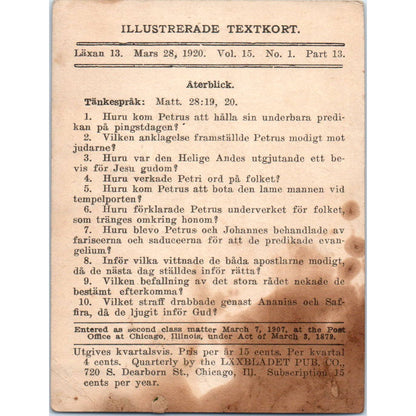 ILLUSTRERADE TEXTKORT.
Läxan 13. Mars 28, 1920. Vol. 15. No. 1. Part 13.
Återblick.
Tänkespråk: Matt. 28:19, 20.
1. Huru kom Petrus att hålla sin underbara predi-
kan på pingstdagen?
2. Vilken anklagelse framställde Petrus modigt mot
judarne?
3. Huru var den Helige Andes utgjutande ett be-
vis för Jesu gudom?
4. Huru verkade Petri ord på folket?
5. Huru kom Petrus att bota den lame mannen vid
tempelporten?
6. Huru förklarade Petrus underverket för folket,
som tränges omkring honom?
7. Huru blevo Petrus och Johannes behandlade av
fariseerna och saduceerna för att de predikade evan-
gelium?
8. Inför vilka vittnade de båda apostlarne modigt,
då de nästa dag ställdes inför rätta?
9. Vilken befallning av det stora rådet nekade de
bestämt efterkomma?
10. Vilket straff drabbade genast Ananias och Saf-
fira, då de ljugit inför Gud?
Entered as second class matter March 7, 1907, at the Post
Office at Chicago, Illinois, under Act of March 3, 1879.
Utgives kvartalsvis. Pris per år 15 cents. Per kvartal
4 cents. Quarterly by the LÄXBLADET PUB. CO.,
720 S. Dearborn St., Chicago, Ill. Subscription 15
cents per year.